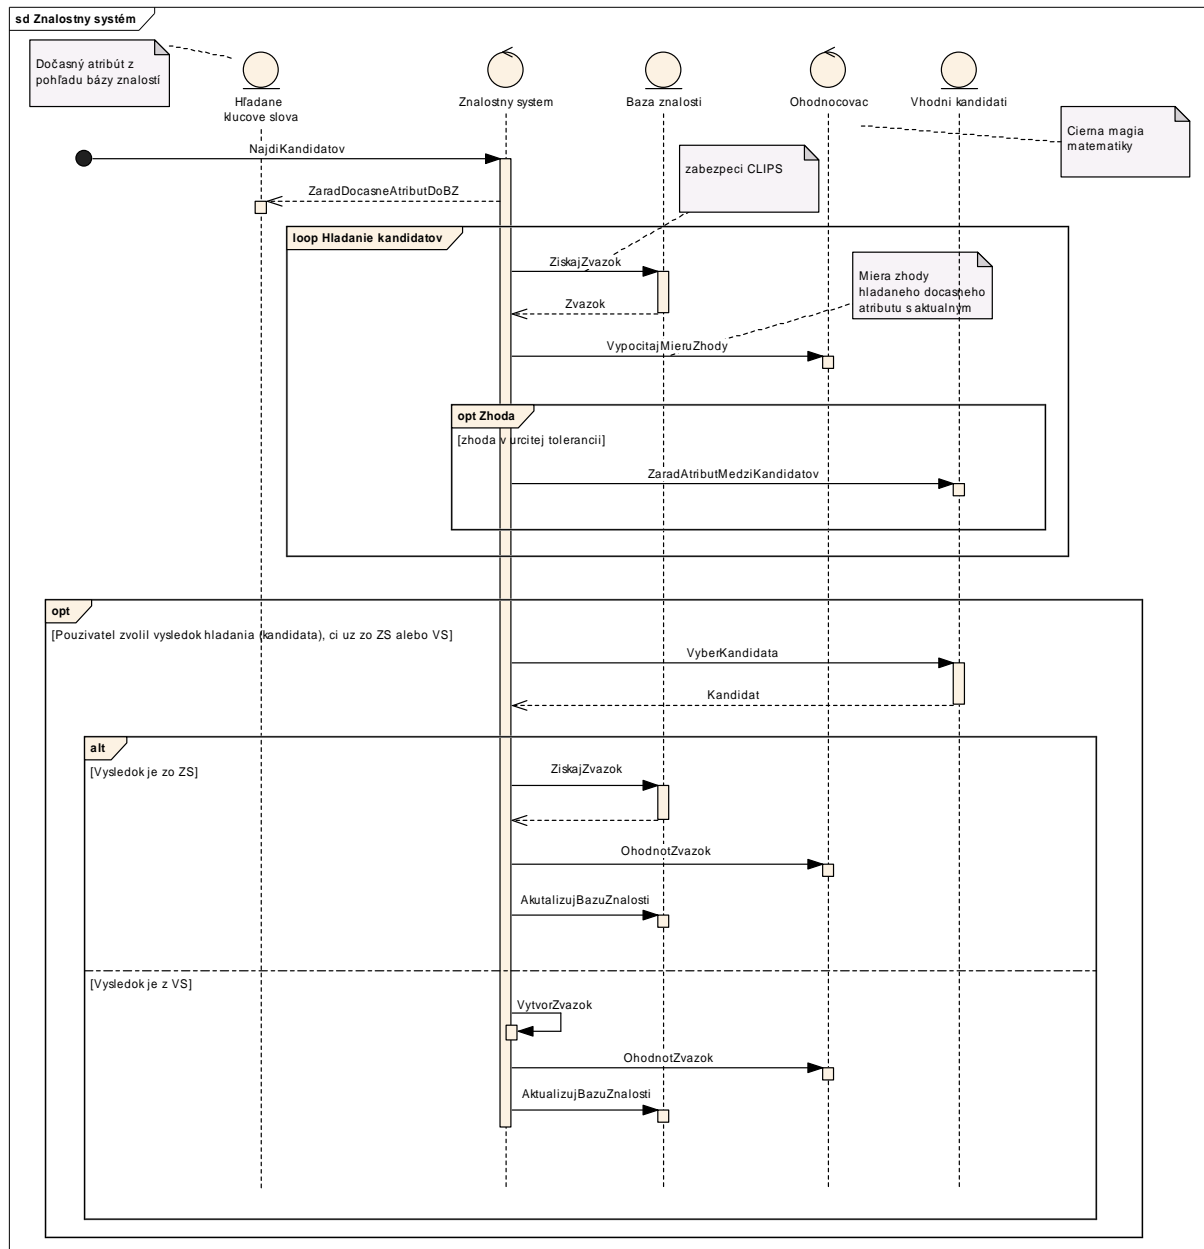 sd Znalostny systém
Dočasný atribút z
pohľadu bázy znalostí
Hľadane
klucove slova
Znalostny system
Baza znalosti
Ohodnocovac
Vhodni kandidati
Cierna magia
matematiky
NajdiKandidatov
zabezpeci CLIPS
ZaradDocasneAtributDoBZ
loop Hladanie kandidatov
ZiskajZvazok
Miera zhody
hladaneho docasneho
atributu s aktualnym
Zvazok
VypocitajMieruZhody
opt Zhoda
[zhoda v urcitej tolerancii]
ZaradAtributMedziKandidatov
opt
[Pouzivatel zvolil vysledok hladania (kandidata), ci uz zo ZS alebo VS]
VyberKandidata
Kandidat
alt
[Vysledok je zo ZS]
ZiskajZvazok
OhodnotZvazok
AkutalizujBazuZnalosti
[Vysledok je z VS]
VytvorZvazok
OhodnotZvazok
AktualizujBazuZnalosti